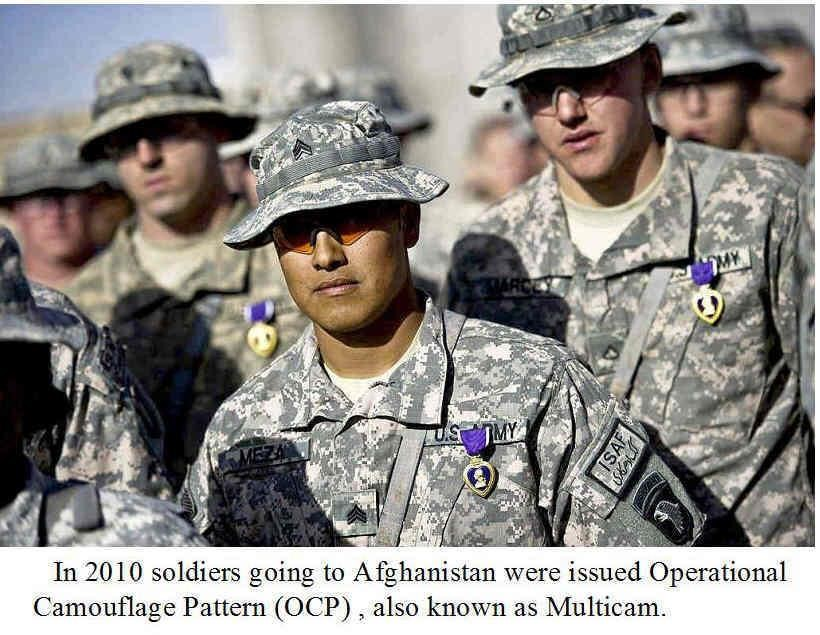 MEZA
U.S. ARMY
ISAF
In 2010 soldiers going to Afghanistan were issued Operational
Camouflage Pattern (OCP) , also known as Multicam.